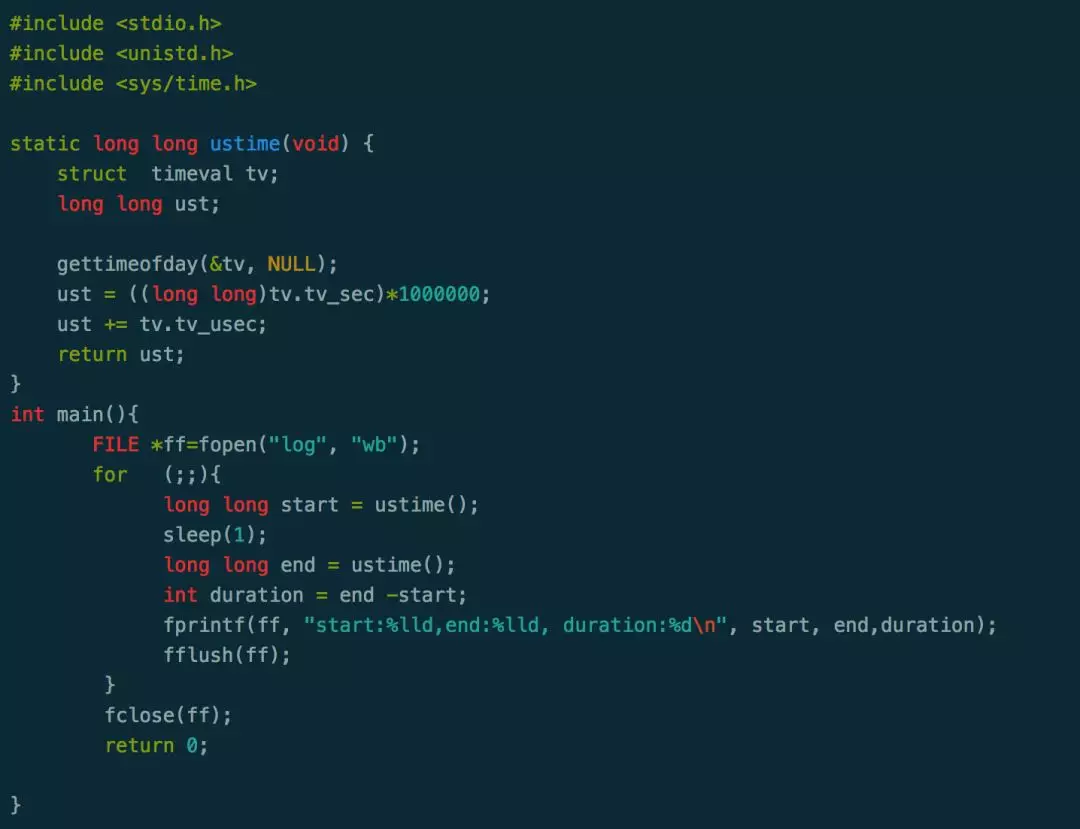 #include <stdio.h>
#include <unistd.h>
#include <sys/time.h>

static long long ustime(void) {
    struct  timeval tv;
    long long ust;

    gettimeofday(&tv, NULL);
    ust = ((long long)tv.tv_sec)*1000000;
    ust += tv.tv_usec;
    return ust;
}
int main(){
       FILE *ff=fopen("log", "wb");
       for   (;;){
             long long start = ustime();
             sleep(1);
             long long end = ustime();
             int duration = end -start;
             fprintf(ff, "start:%lld,end:%lld, duration:%d\n", start, end,duration);
             fflush(ff);
        }
        fclose(ff);
        return 0;

}